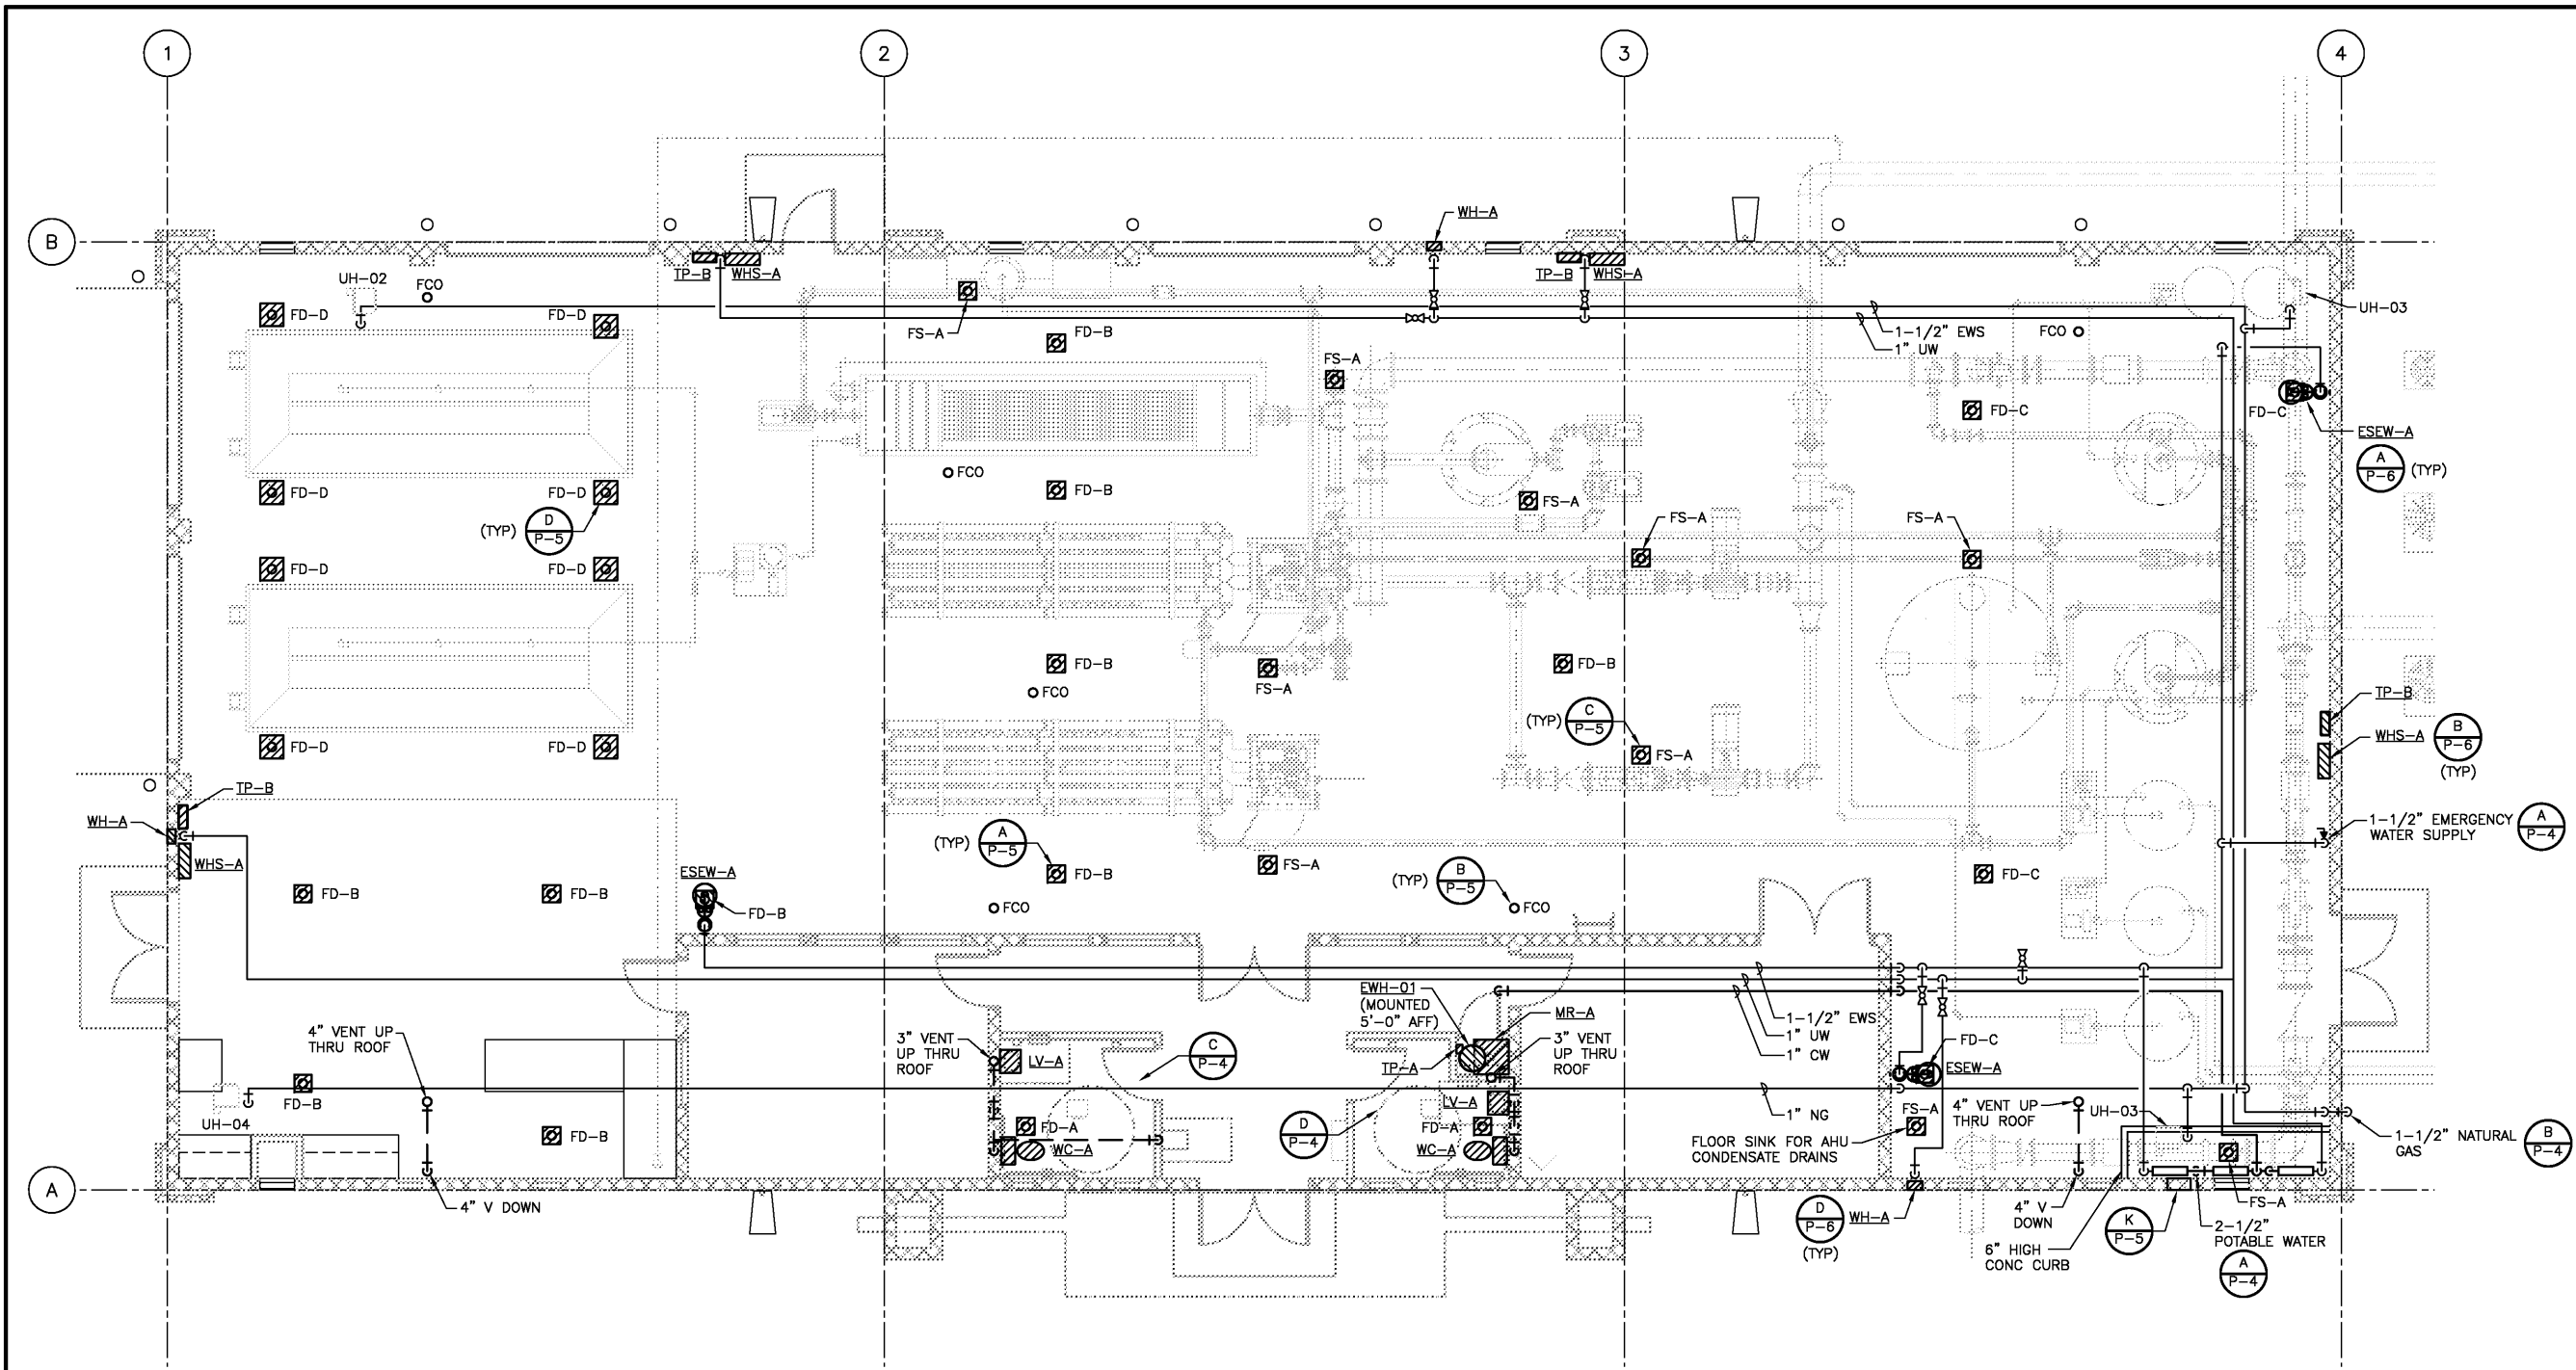 1
2
3
4
B
WH-A
UH-02
FCO
TP-B
WHS-A
TP-B
WHS-A
FD-D
FD-D
FS-A
FD-B
1-1/2" EWS
1" UW
FCO
UH-03
FS-A
FD-C
FD-C
ESEW-A
A
P-6
(TYP)
FCO
FD-D
FD-D
FD-B
FS-A
(TYP)
D
P-5
FS-A
FS-A
FD-D
FD-D
FD-B
FD-B
FS-A
FCO
TP-B
WHS-A
B
P-6
(TYP)
(TYP)
C
P-5
FD-D
FD-D
FS-A
TP-B
WH-A
WHS-A
1-1/2" EMERGENCY
WATER SUPPLY
A
P-4
(TYP)
A
P-5
FS-A
FD-B
FD-C
ESEW-A
(TYP)
B
P-5
FD-B
FD-B
FD-B
FCO
FCO
EWH-01
(MOUNTED
5'-0" AFF)
MR-A
1-1/2" EWS
1" UW
1" CW
4" VENT UP
THRU ROOF
3" VENT
UP THRU
ROOF
LV-A
C
P-4
TP-A
3" VENT
UP THRU
ROOF
FD-C
ESEW-A
FD-B
UH-04
LV-A
1" NG
FS-A
4" VENT UP
THRU ROOF
UH-03
FD-B
FD-A
D
P-4
FD-A
WC-A
WC-A
FLOOR SINK FOR AHU
CONDENSATE DRAINS
1-1/2" NATURAL
GAS
B
P-4
A
4" V DOWN
D
P-6
(TYP)
WH-A
4" V
DOWN
6" HIGH
CONC CURB
K
P-5
FS-A
2-1/2"
POTABLE WATER
A
P-4